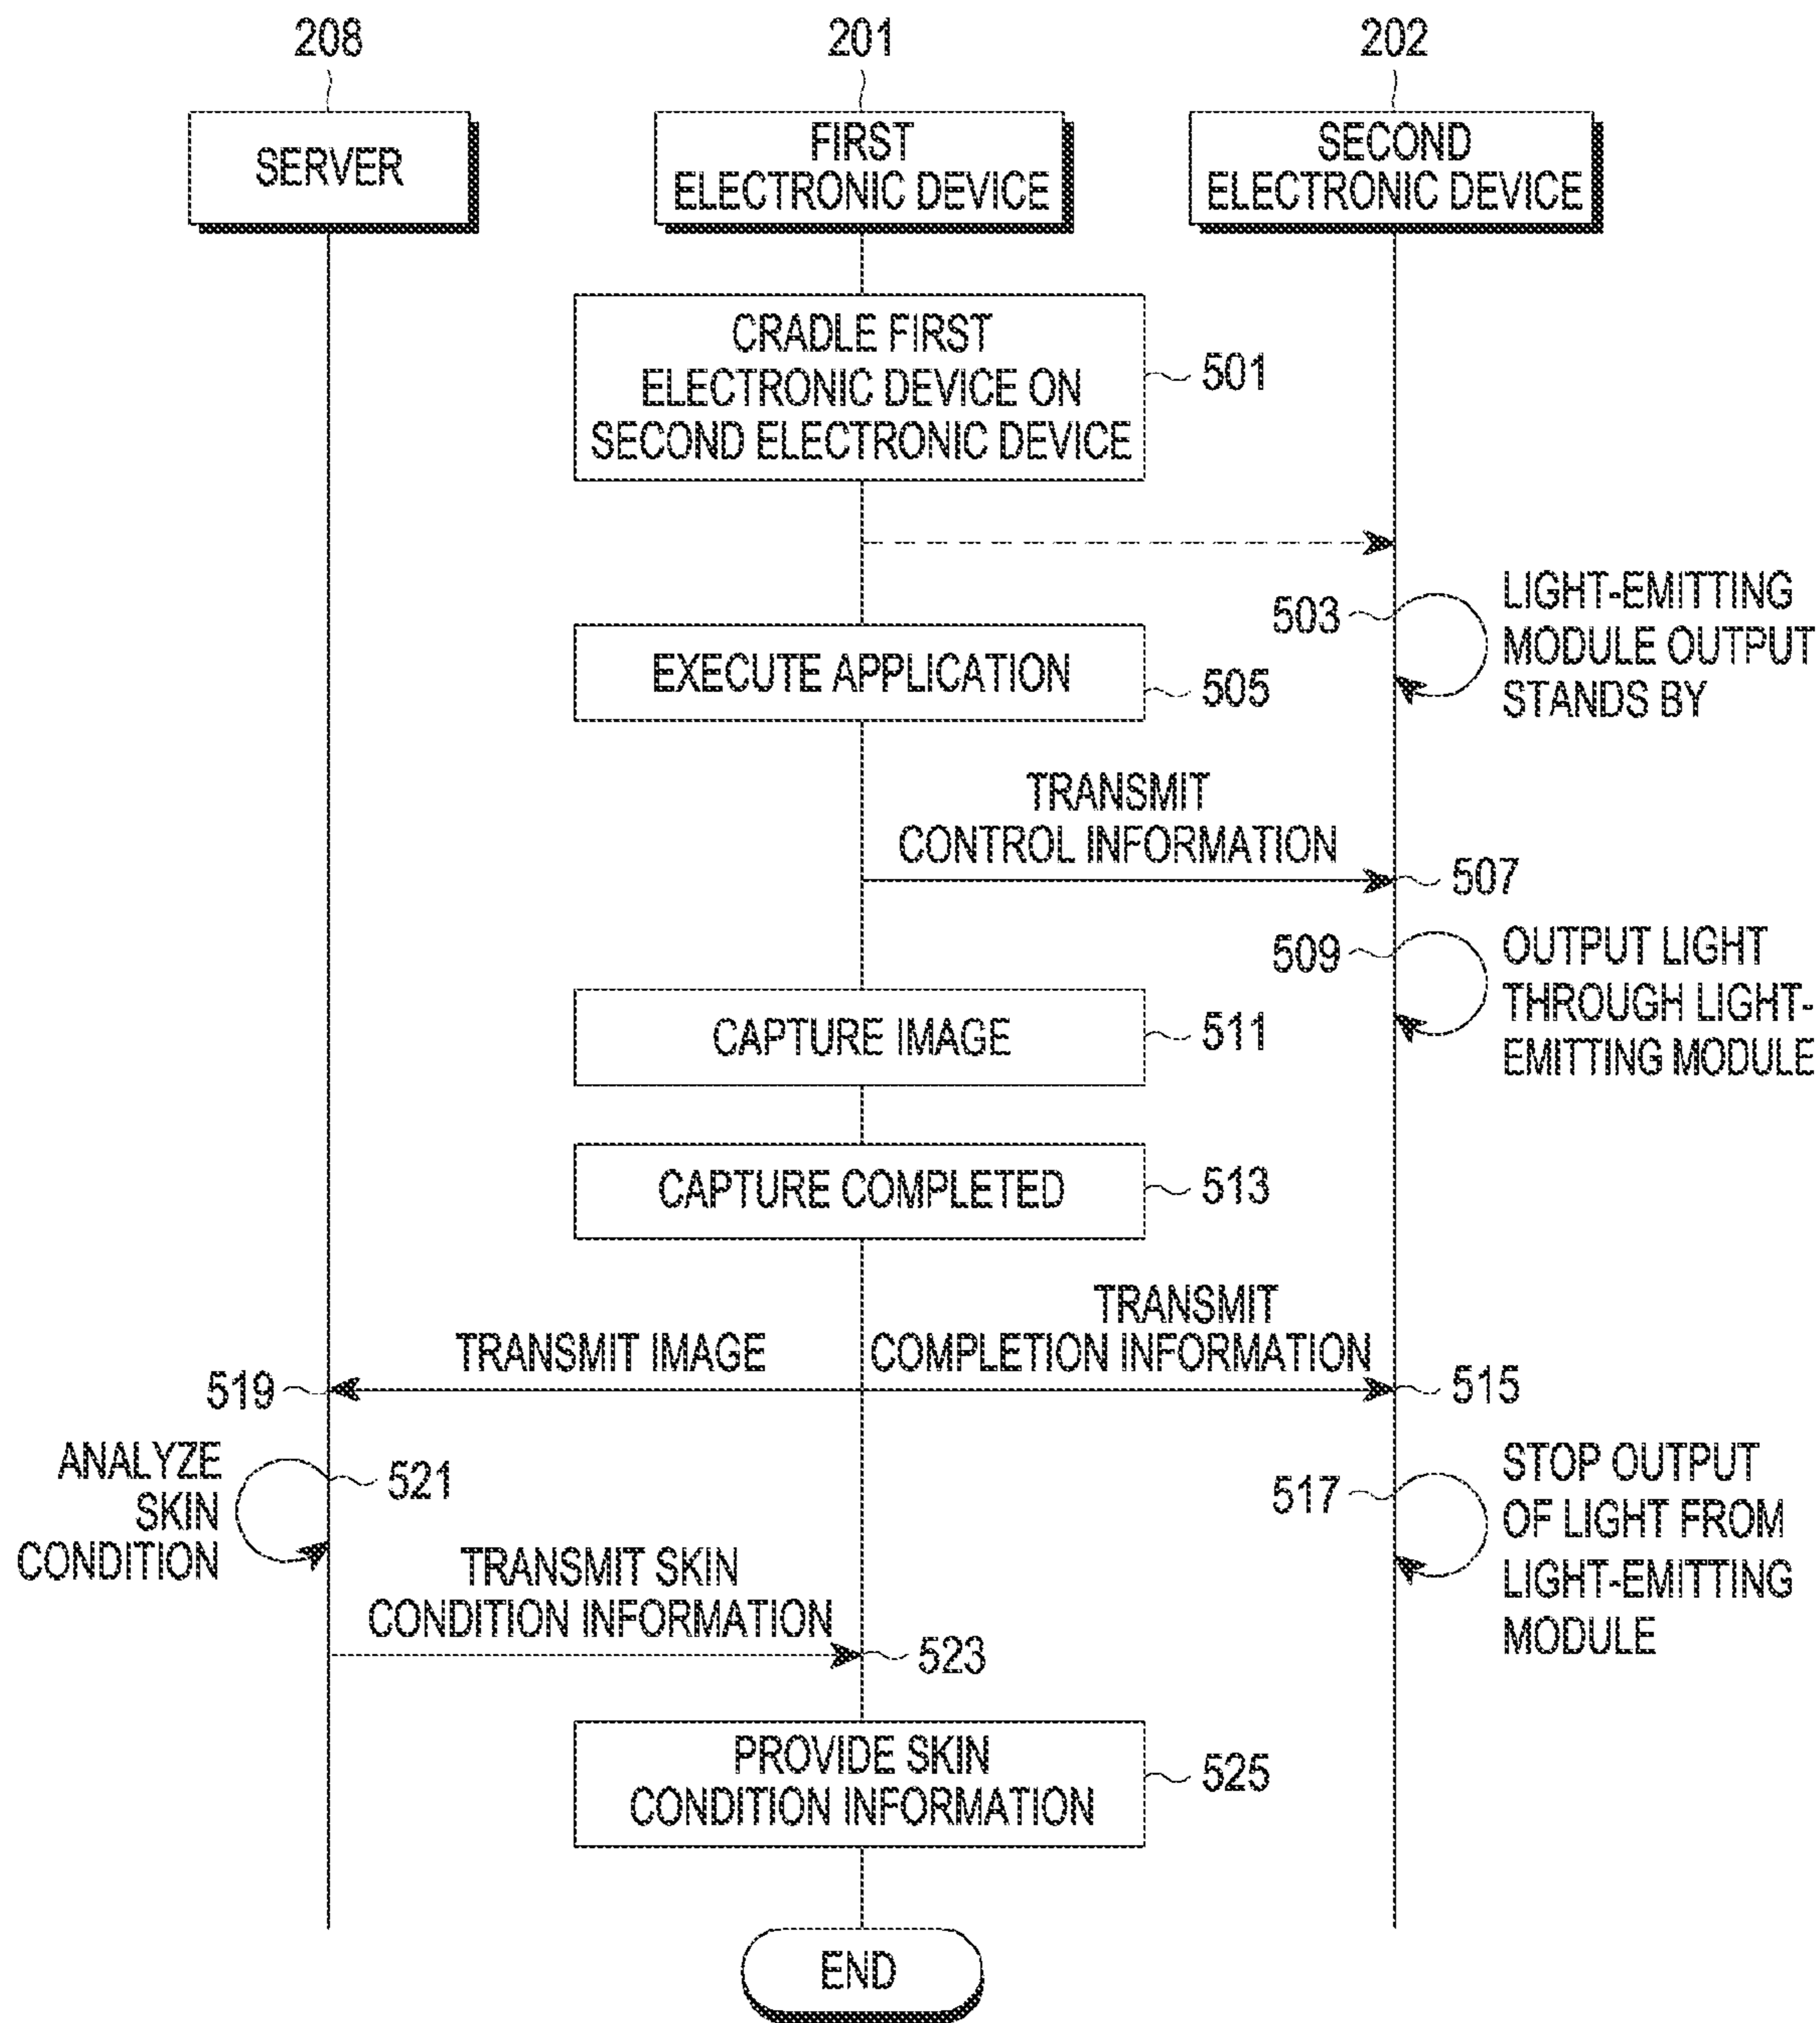 208
201
202
SERVER
FIRST
ELECTRONIC DEVICE
SECOND
ELECTRONIC DEVICE
CRADLE FIRST
ELECTRONIC DEVICE ON
SECOND ELECTRONIC DEVICE
501
503
LIGHT-EMITTING
MODULE OUTPUT
STANDS BY
EXECUTE APPLICATION
505
TRANSMIT
CONTROL INFORMATION
507
509
OUTPUT LIGHT
THROUGH LIGHT-
EMITTING MODULE
CAPTURE IMAGE
511
CAPTURE COMPLETED
513
TRANSMIT IMAGE
TRANSMIT
COMPLETION INFORMATION
519
515
ANALYZE
SKIN
CONDITION
521
517
STOP OUTPUT
OF LIGHT FROM
LIGHT-EMITTING
MODULE
TRANSMIT SKIN
CONDITION INFORMATION
523
PROVIDE SKIN
CONDITION INFORMATION
525
END